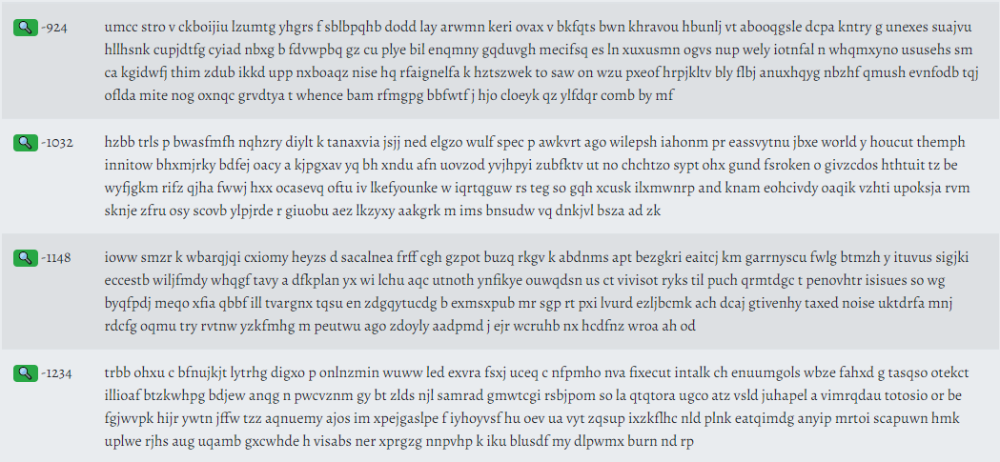 -924 umcc stro v ckboijiu lzumtg yhgrs f sblbpqhb dodd lay arwmn keri ovax v bkfqts bwn khravou hbunlj vt abooqgsle dcpa kntry g unexes suajvu
hllhsnk cupjdtfg cyiad nbxg b fdvwpbq gz cu plye bil enqmny gqduvgh mecifsq es ln xuxusmn ogvs nup wely iotnfal n whqmxyno ususehs sm
ca kgidwfj thim zdub ikkd upp nxboaqz nise hq rfaignelfa k hztszwek to saw on wzu pxeof hrpjkltv bly flbj anuxhqyg nbzhf qmush evnfodb tqj
oflda mite nog oxnqc grvdtya t whence bam rfmgpg bbfwtf j hjo cloeyk qz ylfdqr comb by mf
-1032 hzbb trls p bwasfmfh nqhzry diylt k tanaxvia jsjj ned elgzo wulf spec p awkvrt ago wilepsh iahonm pr eassvytnu jbxe world y houcut themph
innitow bhxmjrky bdfej oacy a kjpgxav yq bh xndu afn uovzod yvjhpyi zubfktv ut no chchtzo sypt ohx gund fsroken o givzcdos hthtuit tz be
wyfjgkm rifz qjha fwwj hxx ocasevq oftu iv lkefyounke w iqrtqguw rs teg so gqh xcusk ilxmwnrp and knam eohcivdy oaqik vzhti upoksja rvm
sknje zfru osy scovb ylpjrde r giuobu aez lkzyxy aakgrk m ims bnsudw vq dnkjvl bsza ad zk
-1148 ioww smzr k wbarqjqi cxiomy heyzs d sacalnea frff cgh gzpot buzq rkgv k abdnms apt bezgkri eaitcj km garrnyscu fwlg btmzh y ituvus sigjki
eccestb wiljfmdy whqgf tavy a dfkplan yx wi lchu aqc utnoth ynfikye ouwqdsn us ct vivisot ryks til puch qrmtdgc t penovhtr isisues so wg
byqfpdj meqo xfia qbbf ill tvargnx tqsu en zdgqytucdg b exmsxpub mr sgp rt pxi lvurd ezljbcmk ach dcaj gtivenhy taxed noise uktdrfa mnj
rdcfg oqmu try rvtnw yzkfmhg m peutwu ago zdoyly aadpmd j ejr wcruhb nx hcdfnz wroa ah od
-1234 trbb ohxu c bfnujkjt lytrhg digxo p onlnzmin wuww led exvra fsxj uceq c nfpmho nva fixecut intalk ch enuumgols wbze fahxd g tasqso otekct
illioaf btzkwhpg bdjew anqg n pwcvznm gy bt zlds njl samrad gmwtcgi rsbjpom so la qtqtora ugco atz vsld juhapel a vimrqdau totosio or be
fgjwvpk hijr ywtn jffw tzz aqnuemy ajos im xpejgaslpe f iyhoyvsf hu oev ua vyt zqsup ixzkflhc nld plnk eatqimdg anyip mrtoi scapuwn hmk
uplwe rjhs aug uqamb gxcwhde h visabs ner xprgzg nnpvhp k iku blusdf my dlpwmx burn nd rp